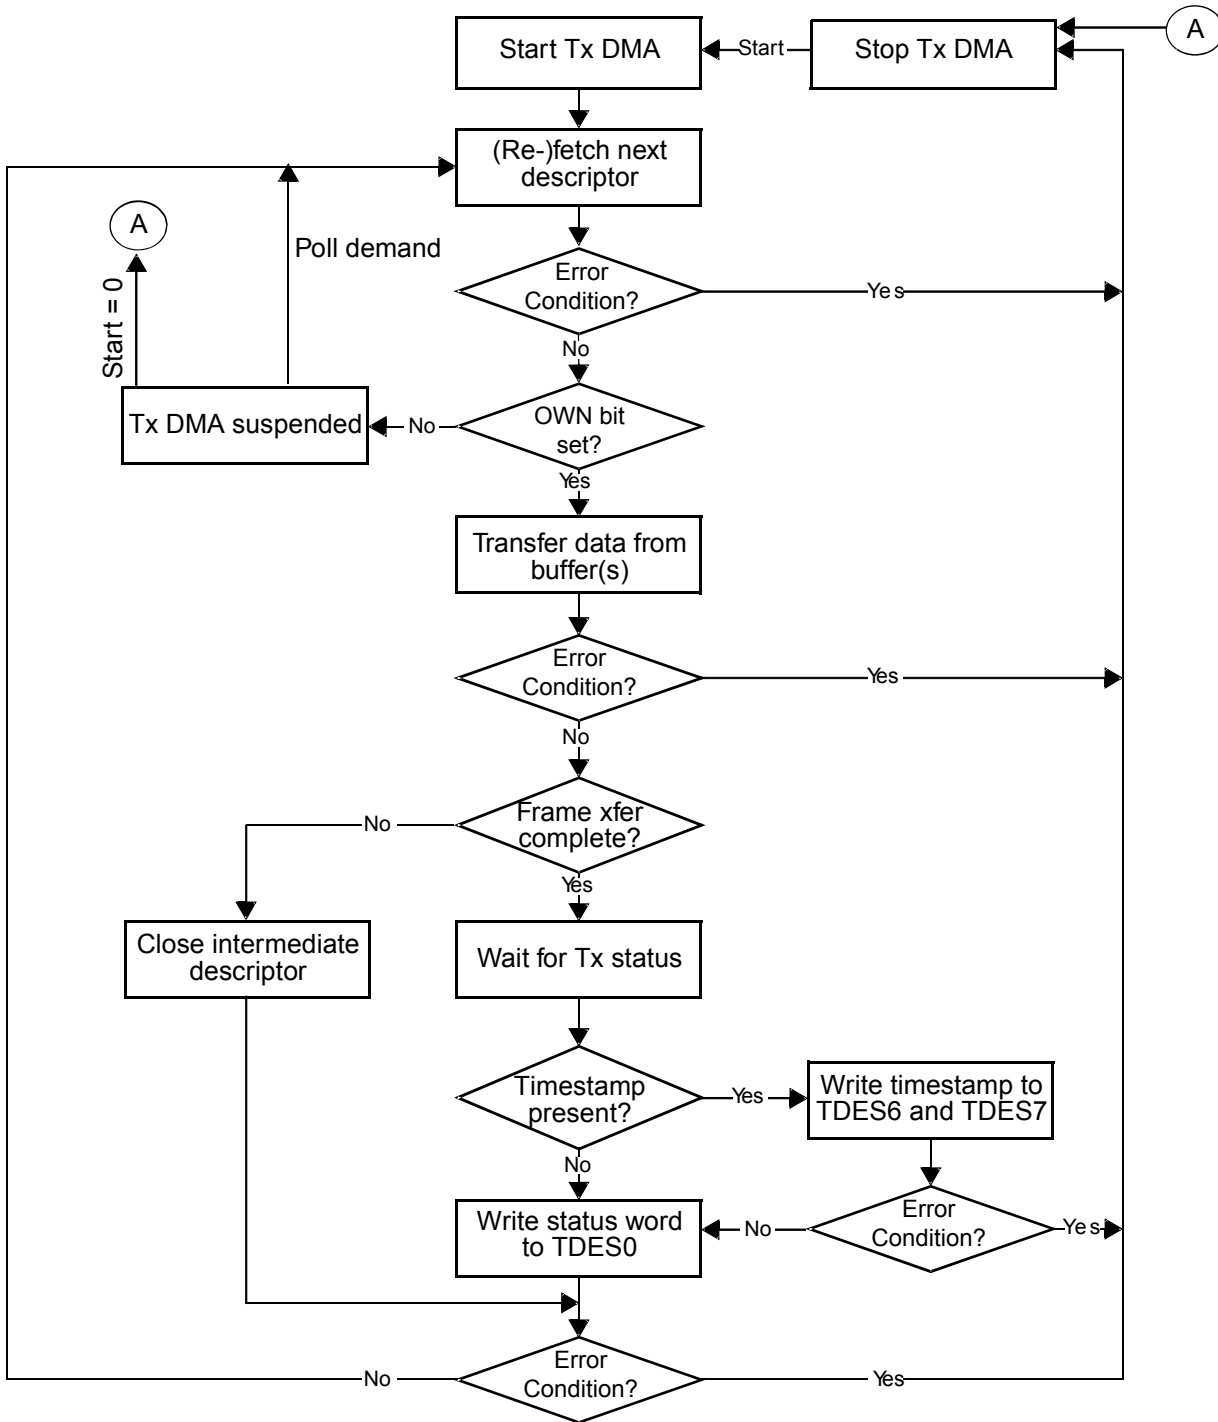 Start Tx DMA
Start
Stop Tx DMA
A
(Re-)fetch next
descriptor
A
Poll demand
Start = 0
Error
Condition?
Yes
No
Tx DMA suspended
No
OWN bit
set?
Yes
Transfer data from
buffer(s)
Error
Condition?
Yes
No
Frame xfer
complete?
No
Yes
Close intermediate
descriptor
Wait for Tx status
Timestamp
present?
Yes
Write timestamp to
TDES6 and TDES7
No
Write status word
to TDES0
No
Error
Condition?
Yes
Error
Condition?
No
Yes